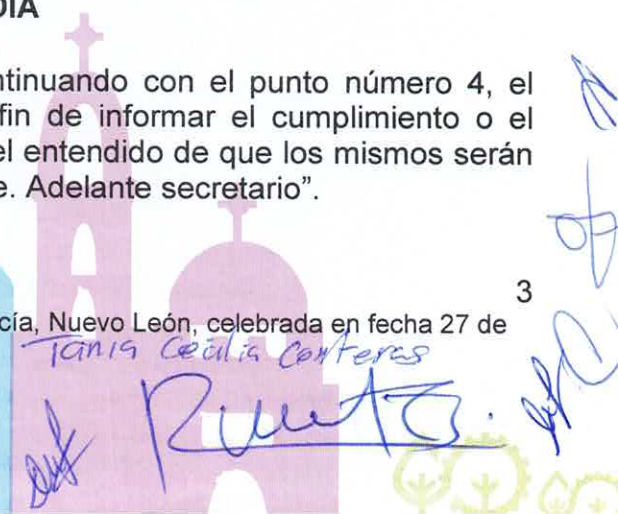 DÍA
ntinuando con el punto número 4, el
fin de informar el cumplimiento o el
el entendido de que los mismos serán
e. Adelante secretario".
3
cía, Nuevo León, celebrada en fecha 27 de
Tania Cecilia Conteras